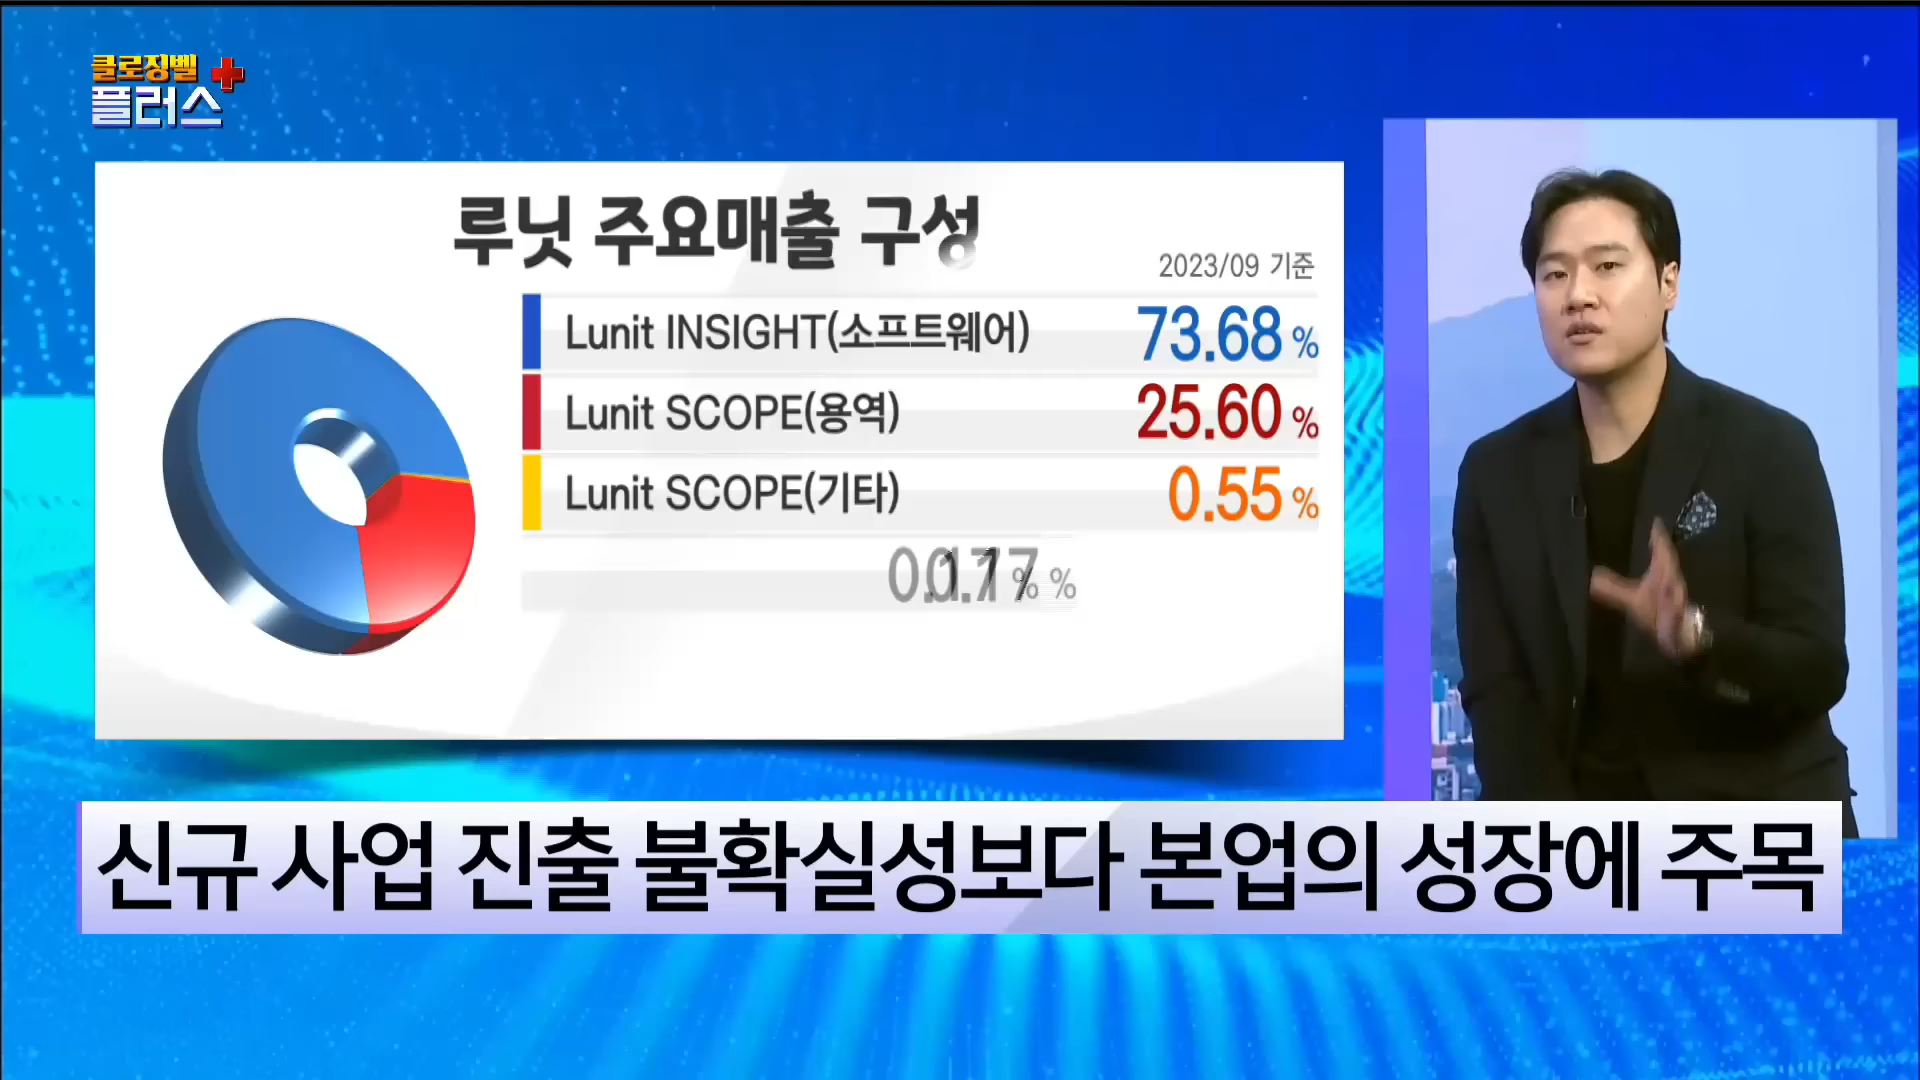 클로징벨
플러스
루닛 주요매출 구성
2023/09 기준
Lunit INSIGHT(소프트웨어) 73.68 %
Lunit SCOPE(용역) 25.60 %
Lunit SCOPE(기타) 0.55 %
신규 사업 진출 불확실성보다 본업의 성장에 주목